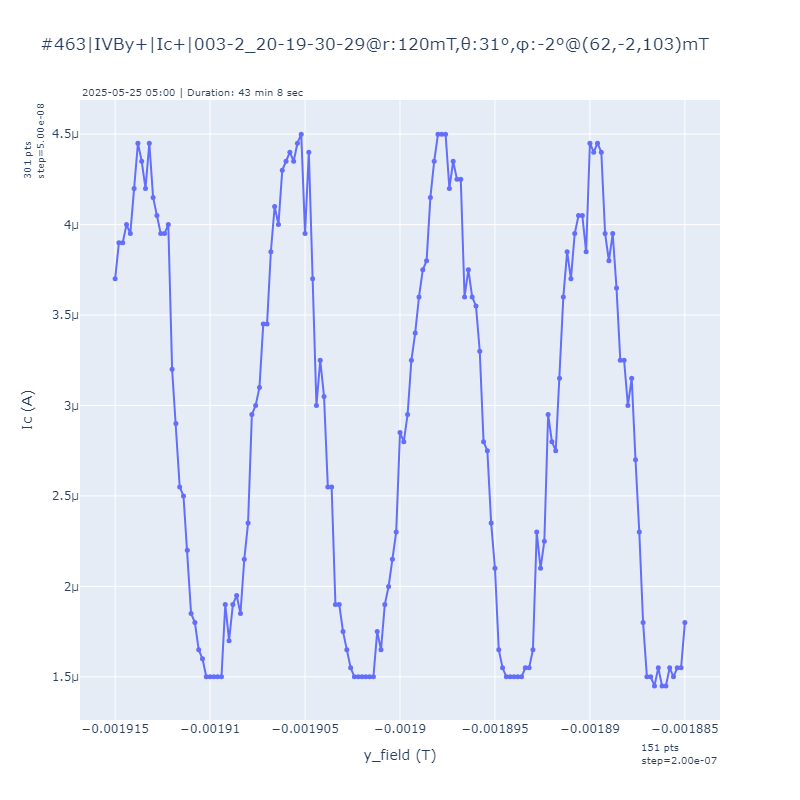 #463|IVBy+|Ic+|003-2_20-19-30-29@r:120mT,θ:31°,φ:-2°@(62,-2,103)mT
2025-05-25 05:00 | Duration: 43 min 8 sec
301 pts
step=5.00e-08
4.5μ
4μ
3.5μ
3μ
2.5μ
2μ
1.5μ
Ic (A)
−0.001915
−0.00191
−0.001905
−0.0019
−0.001895
−0.00189
−0.001885
y_field (T)
151 pts
step=2.00e-07